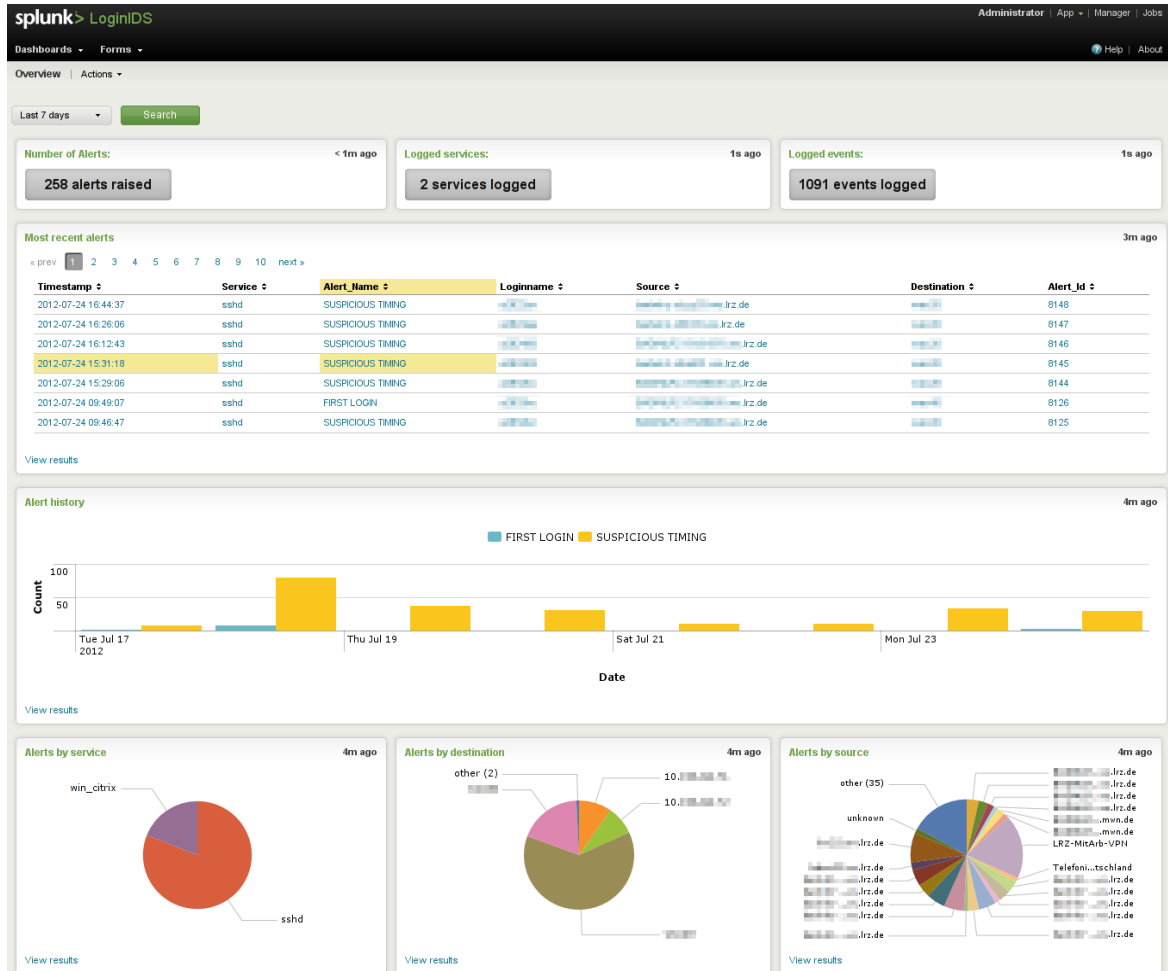 splunk> LoginIDS
Administrator | App | Manager | Jobs
Dashboards Forms
Help | About
Overview | Actions
Last 7 days Search
Number of Alerts: < 1m ago
258 alerts raised
Logged services: 1s ago
2 services logged
Logged events: 1s ago
1091 events logged
Most recent alerts 3m ago
« prev 1 2 3 4 5 6 7 8 9 10 next »
Timestamp Service Alert_Name Loginname Source Destination Alert_Id
2012-07-24 16:44:37 sshd SUSPICIOUS TIMING .lrz.de 8148
2012-07-24 16:26:06 sshd SUSPICIOUS TIMING .lrz.de 8147
2012-07-24 16:12:43 sshd SUSPICIOUS TIMING .lrz.de 8146
2012-07-24 15:31:18 sshd SUSPICIOUS TIMING .lrz.de 8145
2012-07-24 15:29:06 sshd SUSPICIOUS TIMING .lrz.de 8144
2012-07-24 09:49:07 sshd FIRST LOGIN .lrz.de 8126
2012-07-24 09:46:47 sshd SUSPICIOUS TIMING .lrz.de 8125
View results
Alert history 4m ago
FIRST LOGIN SUSPICIOUS TIMING
Count
100
50
Tue Jul 17 Thu Jul 19 Sat Jul 21 Mon Jul 23
2012
Date
View results
Alerts by service 4m ago
win_citrix
sshd
View results
Alerts by destination 4m ago
other (2)
10.
10.
View results
Alerts by source 4m ago
other (35)
unknown
.lrz.de
.lrz.de
.lrz.de
.lrz.de
.lrz.de
.lrz.de
.lrz.de
.lrz.de
.lrz.de
.lrz.de
.mwn.de
.mwn.de
LRZ-MitArb-VPN
Telefoni...tschland
.lrz.de
.lrz.de
.lrz.de
.lrz.de
.lrz.de
View results